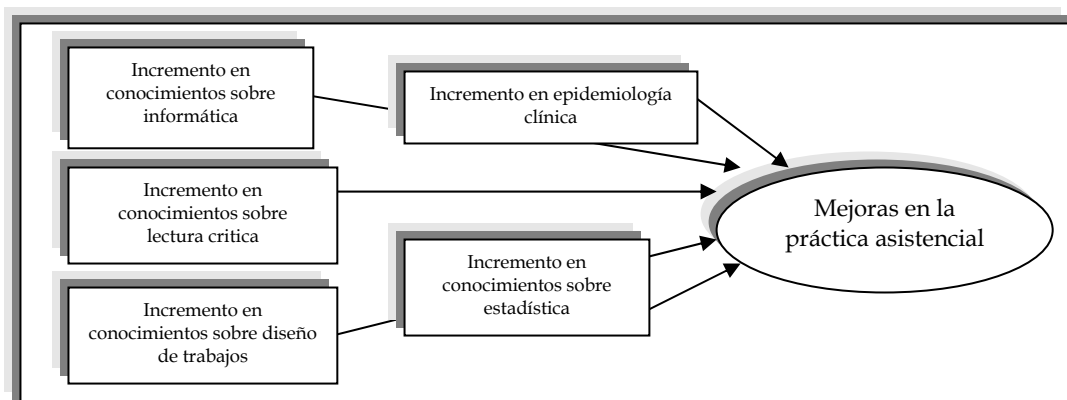 Incremento en
conocimientos sobre
informática
Incremento en epidemiología
clínica
Incremento en
conocimientos sobre
lectura critica
Mejoras en la
práctica asistencial
Incremento en
conocimientos sobre
estadística
Incremento en
conocimientos sobre diseño
de trabajos